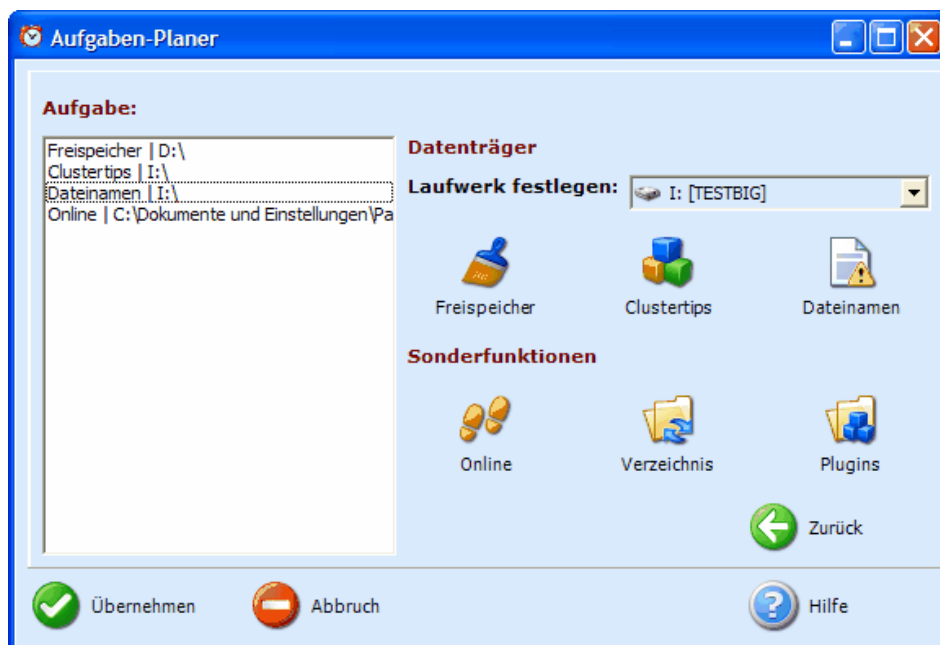 Aufgaben-Planer
Aufgabe:
Freispeicher | D:\
Clustertips | I:\
Dateinamen | I:\
Online | C:\Dokumente und Einstellungen\Pa
Datenträger
Laufwerk festlegen:
I: [TESTBIG]
Freispeicher
Clustertips
Dateinamen
Sonderfunktionen
Online
Verzeichnis
Plugins
Zurück
Übernehmen
Abbruch
Hilfe